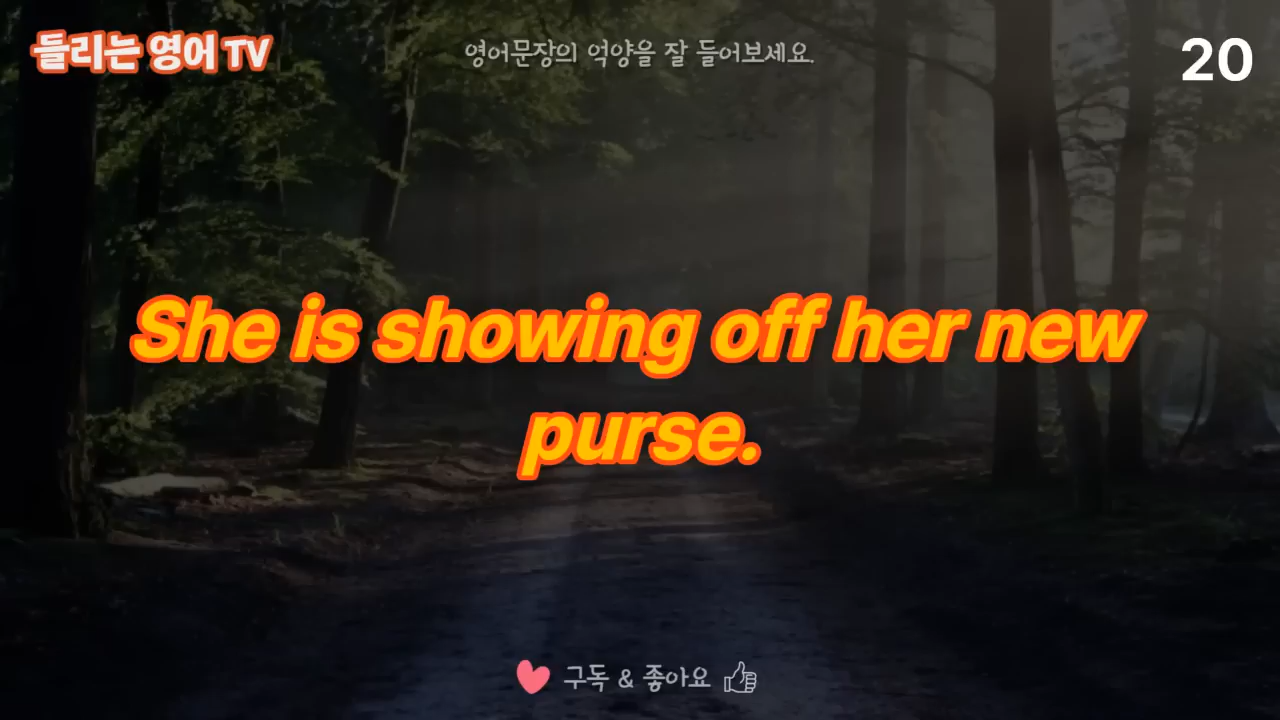 들리는 영어 TV
영어문장의 억양을 잘 들어보세요.
20
She is showing off her new
purse.
구독 & 좋아요